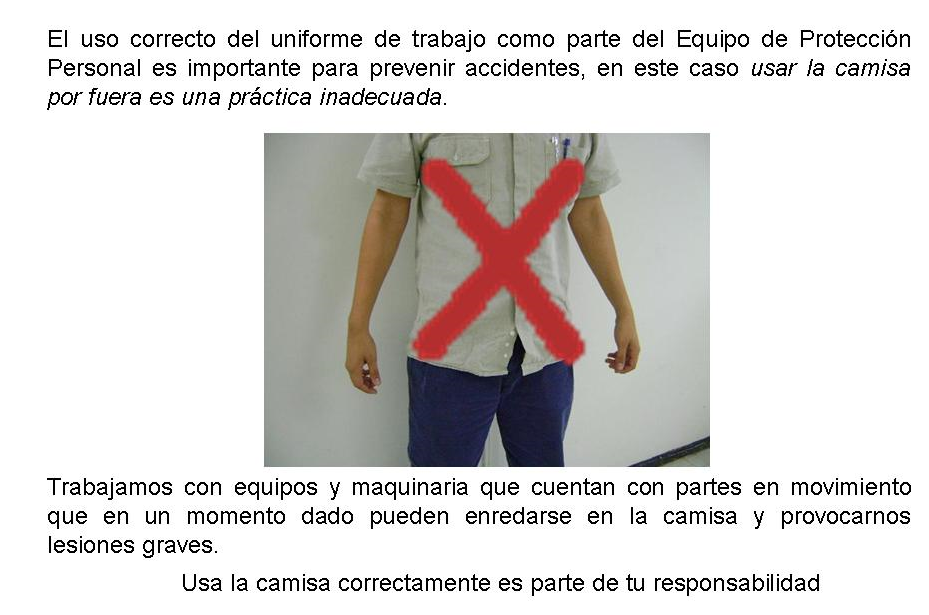 El uso correcto del uniforme de trabajo como parte del Equipo de Protección
Personal es importante para prevenir accidentes, en este caso usar la camisa
por fuera es una práctica inadecuada.
Trabajamos con equipos y maquinaria que cuentan con partes en movimiento
que en un momento dado pueden enredarse en la camisa y provocarnos
lesiones graves.
Usa la camisa correctamente es parte de tu responsabilidad